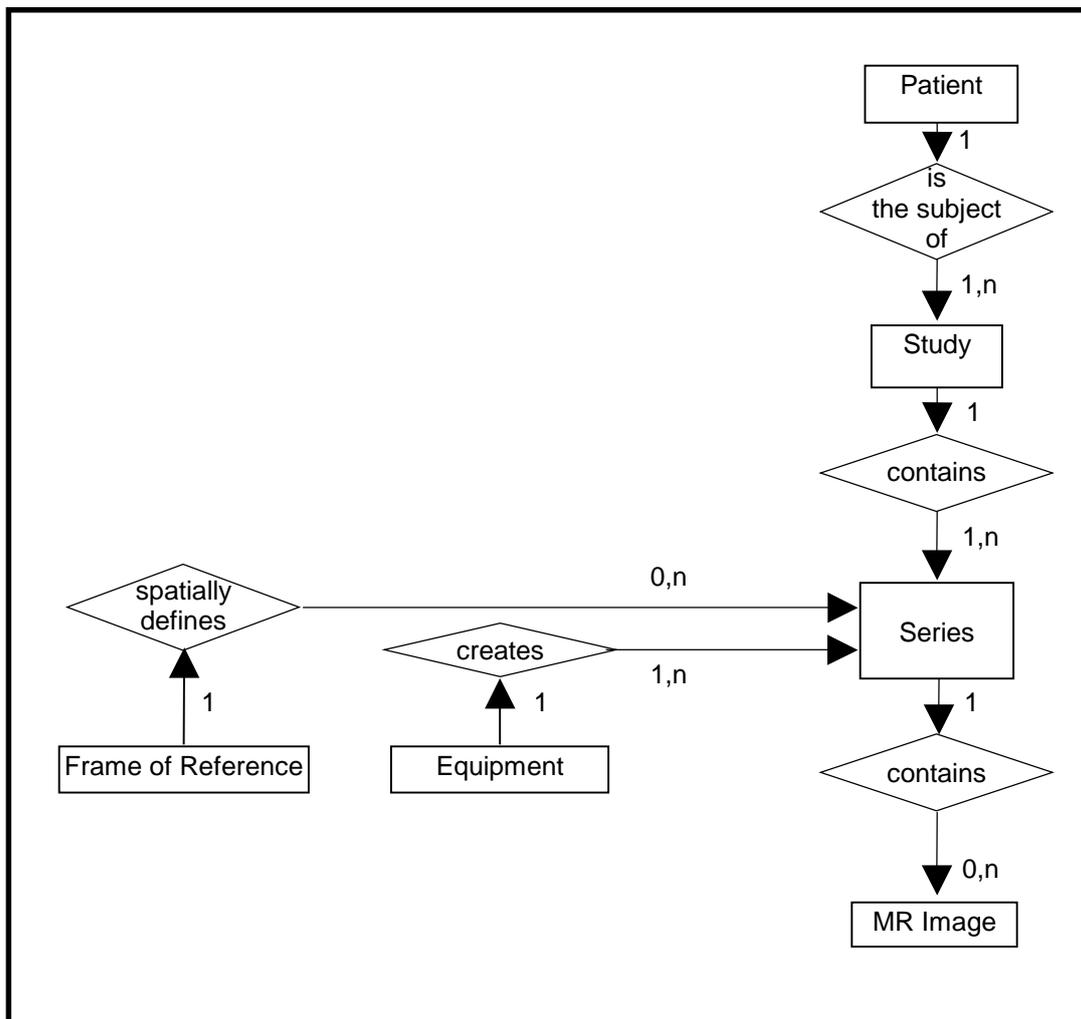 Patient
1
is
the subject
of
1,n
Study
1
contains
1,n
spatially
defines
0,n
Series
creates
1,n
1
1
1
Frame of Reference
Equipment
contains
0,n
MR Image